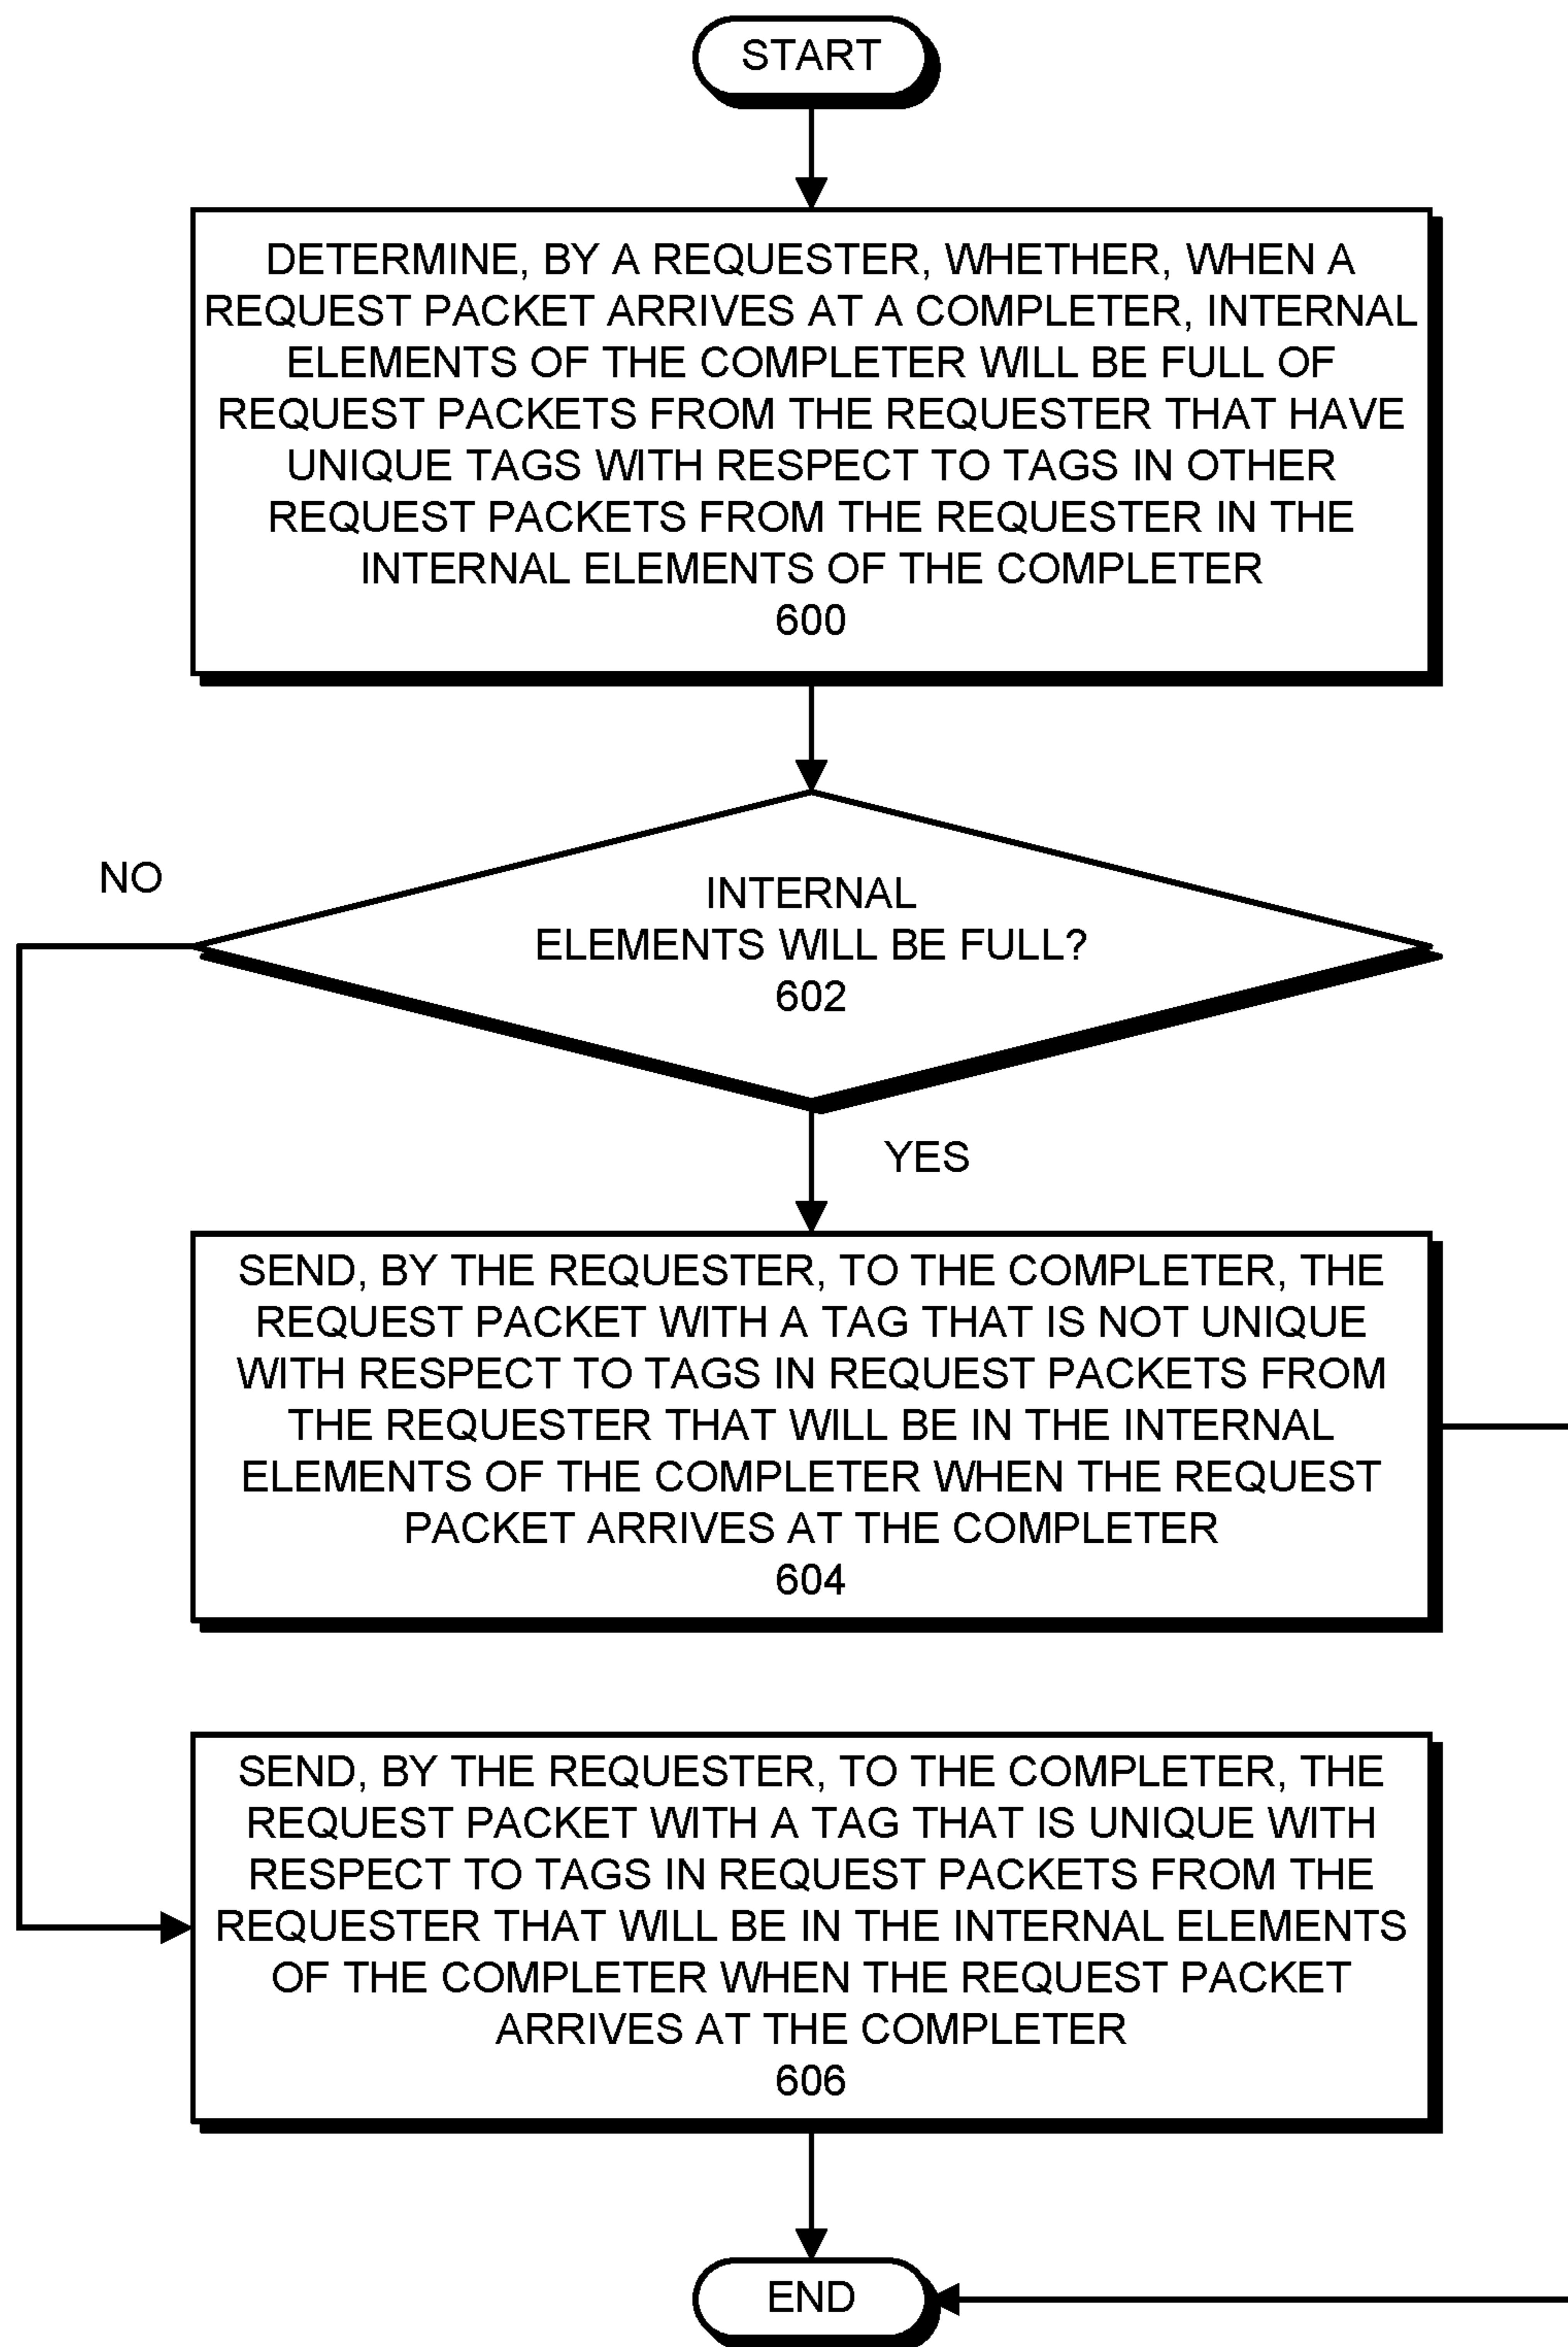 START
DETERMINE, BY A REQUESTER, WHETHER, WHEN A
REQUEST PACKET ARRIVES AT A COMPLETER, INTERNAL
ELEMENTS OF THE COMPLETER WILL BE FULL OF
REQUEST PACKETS FROM THE REQUESTER THAT HAVE
UNIQUE TAGS WITH RESPECT TO TAGS IN OTHER
REQUEST PACKETS FROM THE REQUESTER IN THE
INTERNAL ELEMENTS OF THE COMPLETER
600
NO
INTERNAL
ELEMENTS WILL BE FULL?
602
YES
SEND, BY THE REQUESTER, TO THE COMPLETER, THE
REQUEST PACKET WITH A TAG THAT IS NOT UNIQUE
WITH RESPECT TO TAGS IN REQUEST PACKETS FROM
THE REQUESTER THAT WILL BE IN THE INTERNAL
ELEMENTS OF THE COMPLETER WHEN THE REQUEST
PACKET ARRIVES AT THE COMPLETER
604
SEND, BY THE REQUESTER, TO THE COMPLETER, THE
REQUEST PACKET WITH A TAG THAT IS UNIQUE WITH
RESPECT TO TAGS IN REQUEST PACKETS FROM THE
REQUESTER THAT WILL BE IN THE INTERNAL ELEMENTS
OF THE COMPLETER WHEN THE REQUEST PACKET
ARRIVES AT THE COMPLETER
606
END